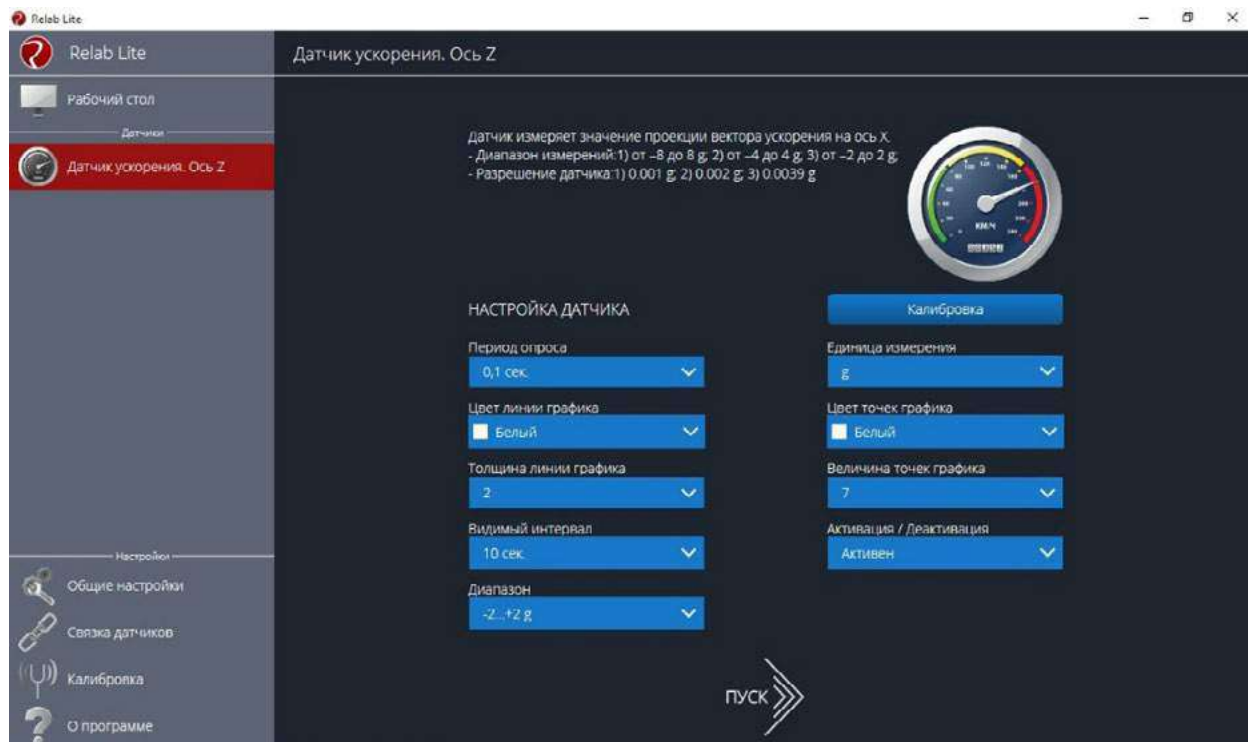 Relab Lite
Relab Lite
Датчик ускорения. Ось Z
Рабочий стол
Датчики
Датчик ускорения. Ось Z
Датчик измеряет значение проекции вектора ускорения на ось X.
- Диапазон измерений:1) от –8 до 8 g; 2) от –4 до 4 g; 3) от –2 до 2 g;
- Разрешение датчика:1) 0.001 g; 2) 0.002 g; 3) 0.0039 g
KM/H
НАСТРОЙКА ДАТЧИКА
Калибровка
Период опроса
Единица измерения
0,1 сек.
g
Цвет линии графика
Цвет точек графика
Белый
Белый
Толщина линии графика
Величина точек графика
2
7
Видимый интервал
Активация / Деактивация
10 сек.
Активен
Диапазон
-2...+2 g
Настройки
Общие настройки
Связка датчиков
Калибровка
О программе
ПУСК